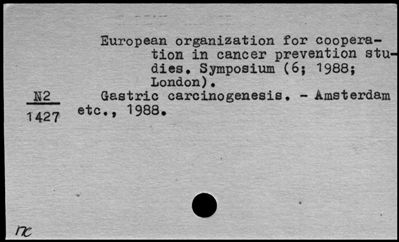 European organization for coopera-
tion in cancer prevention stu-
dies. Symposium (6; 1988;
London).
N2
1427
Gastric carcinogenesis. - Amsterdam
etc., 1988.